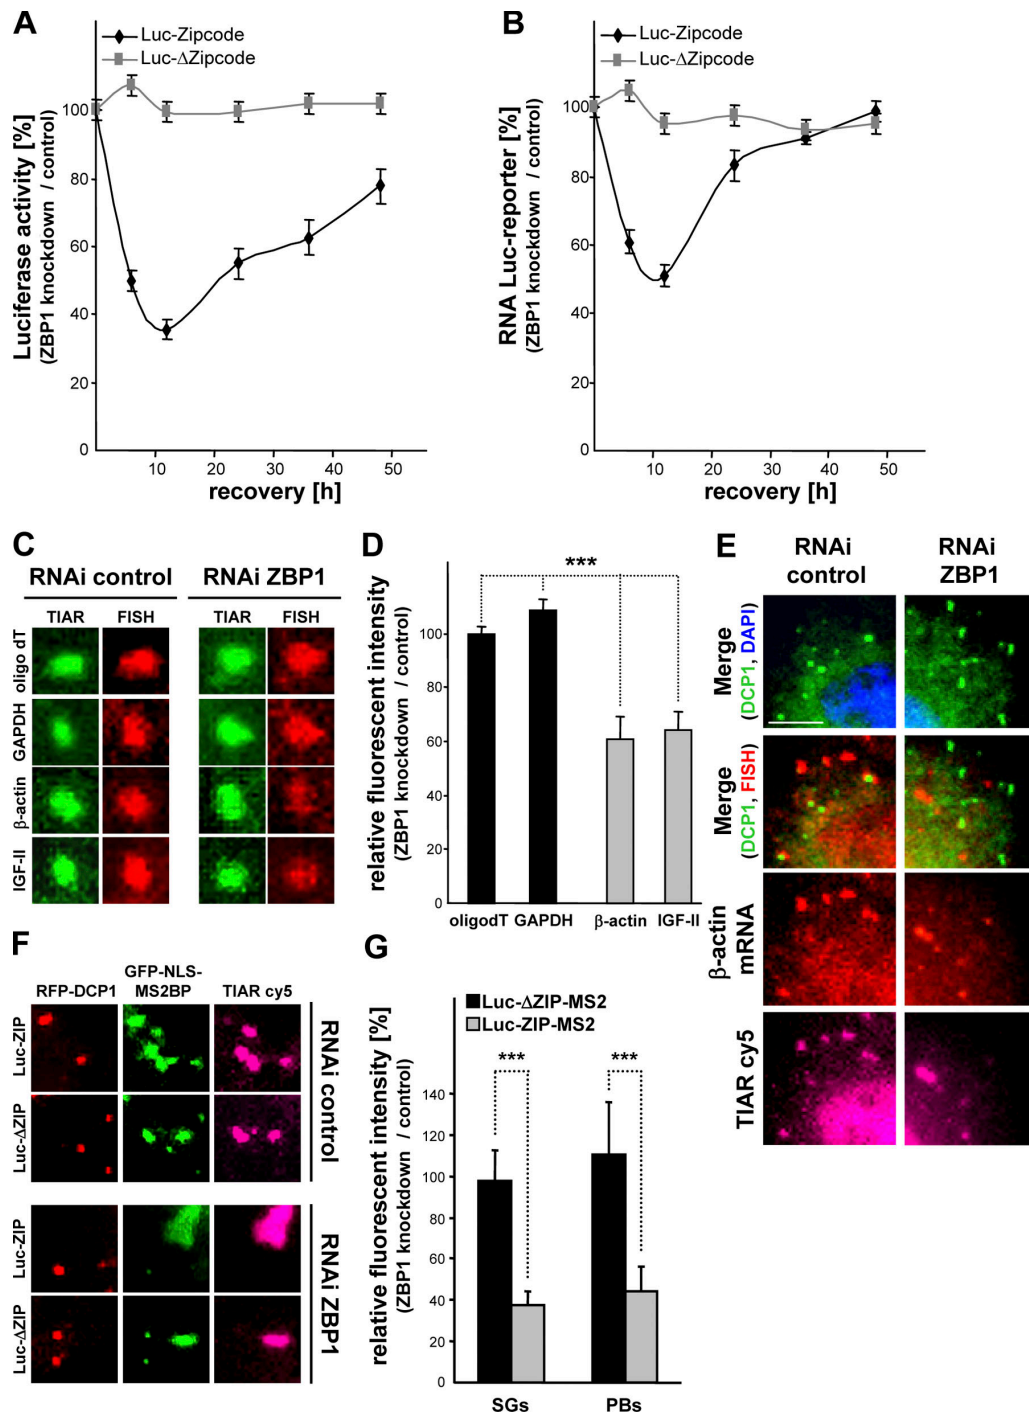 A
Luc-Zipcode
Luc-ΔZipcode
Luciferase activity [%]
(ZBP1 knockdown / control)
100
80
60
40
20
0
10
20
30
40
50
recovery [h]
B
Luc-Zipcode
Luc-ΔZipcode
RNA Luc-reporter [%]
(ZBP1 knockdown / control)
100
80
60
40
20
0
10
20
30
40
50
recovery [h]
C
RNAi control
RNAi ZBP1
TIAR
FISH
TIAR
FISH
oligo dT
GAPDH
β-actin
IGF-II
D
***
relative fluorescent intensity
(ZBP1 knockdown / control)
100
80
60
40
20
0
oligodT
GAPDH
β-actin
IGF-II
E
RNAi
control
RNAi
ZBP1
Merge
(DCP1, DAPI)
Merge
(DCP1, FISH)
β-actin
mRNA
TIAR cy5
F
RFP-DCP1
GFP-NLS-
MS2BP
TIAR cy5
Luc-ZIP
Luc-ΔZIP
RNAi control
Luc-ZIP
Luc-ΔZIP
RNAi ZBP1
G
Luc-ΔZIP-MS2
Luc-ZIP-MS2
relative fluorescent intensity [%]
(ZBP1 knockdown / control)
***
***
140
120
100
80
60
40
20
0
SGs
PBs